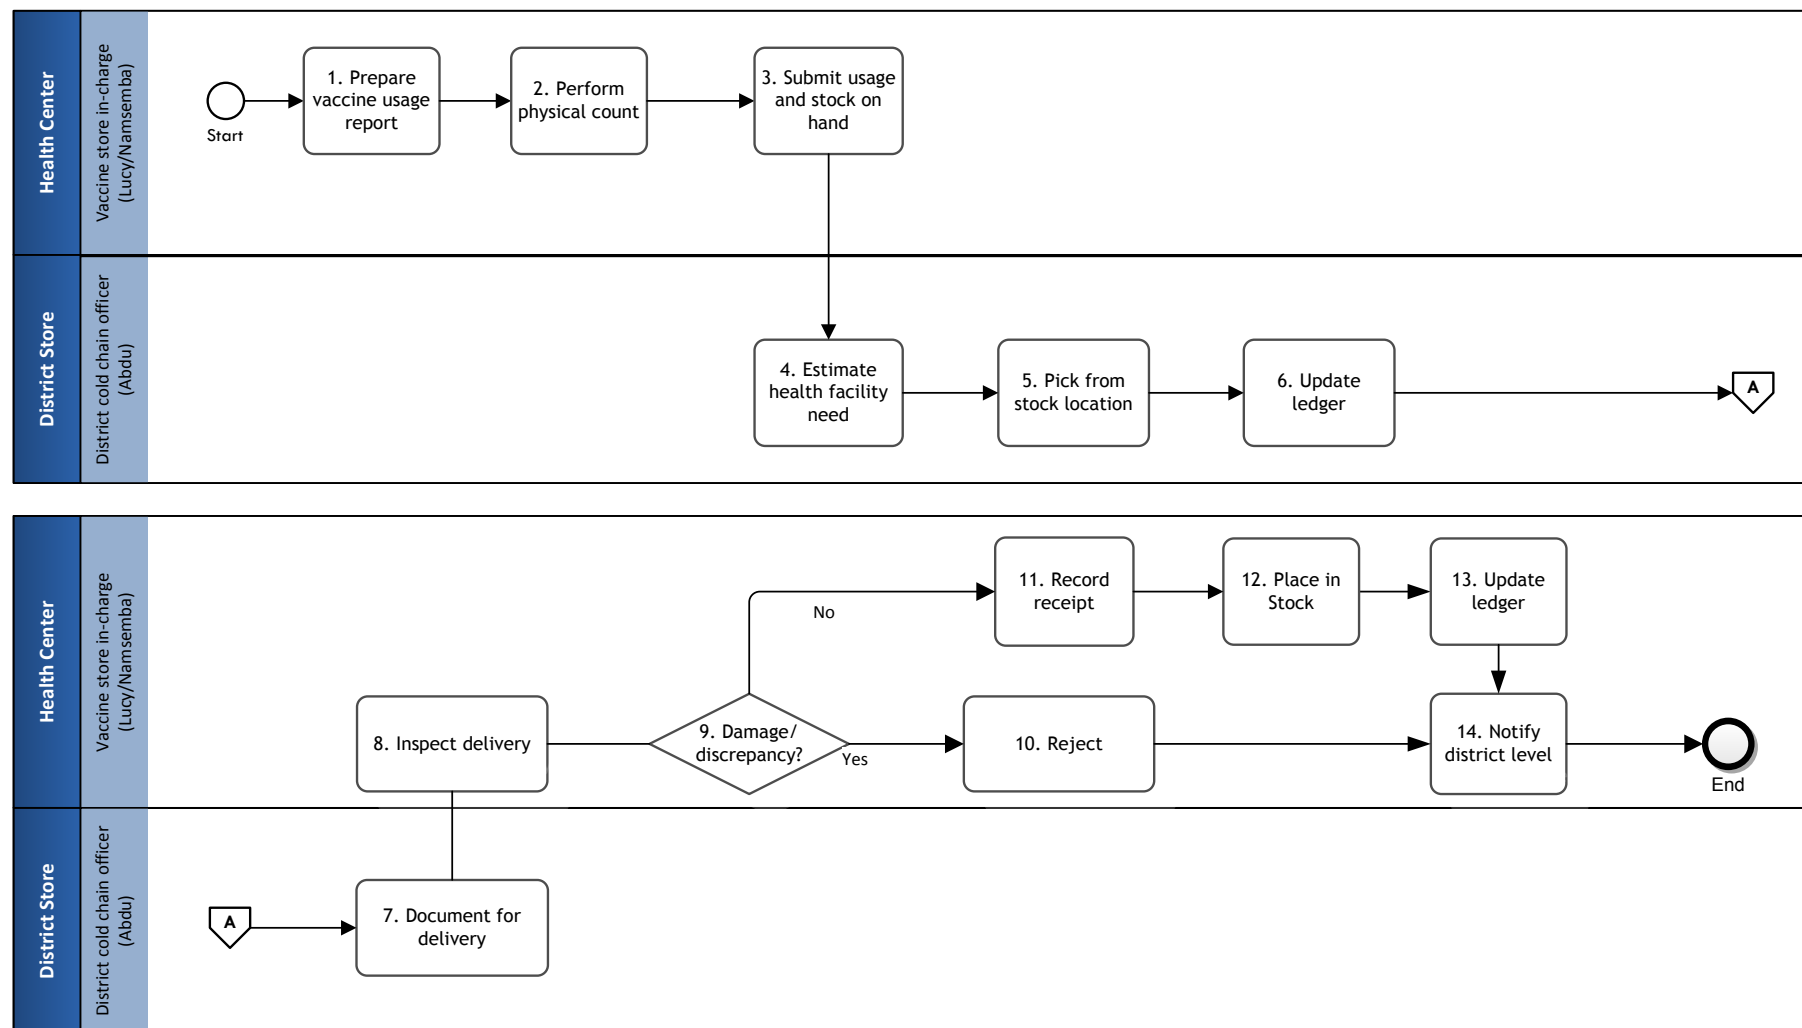 Health Center
Vaccine store in-charge
(Lucy/Namsemba)
Start
1. Prepare
vaccine usage
report
2. Perform
physical count
3. Submit usage
and stock on
hand
District Store
District cold chain officer
(Abdu)
4. Estimate
health facility
need
5. Pick from
stock location
6. Update
ledger
A
Health Center
Vaccine store in-charge
(Lucy/Namsemba)
11. Record
receipt
12. Place in
Stock
13. Update
ledger
No
8. Inspect delivery
9. Damage/
discrepancy?
Yes
10. Reject
14. Notify
district level
End
District Store
District cold chain officer
(Abdu)
A
7. Document for
delivery